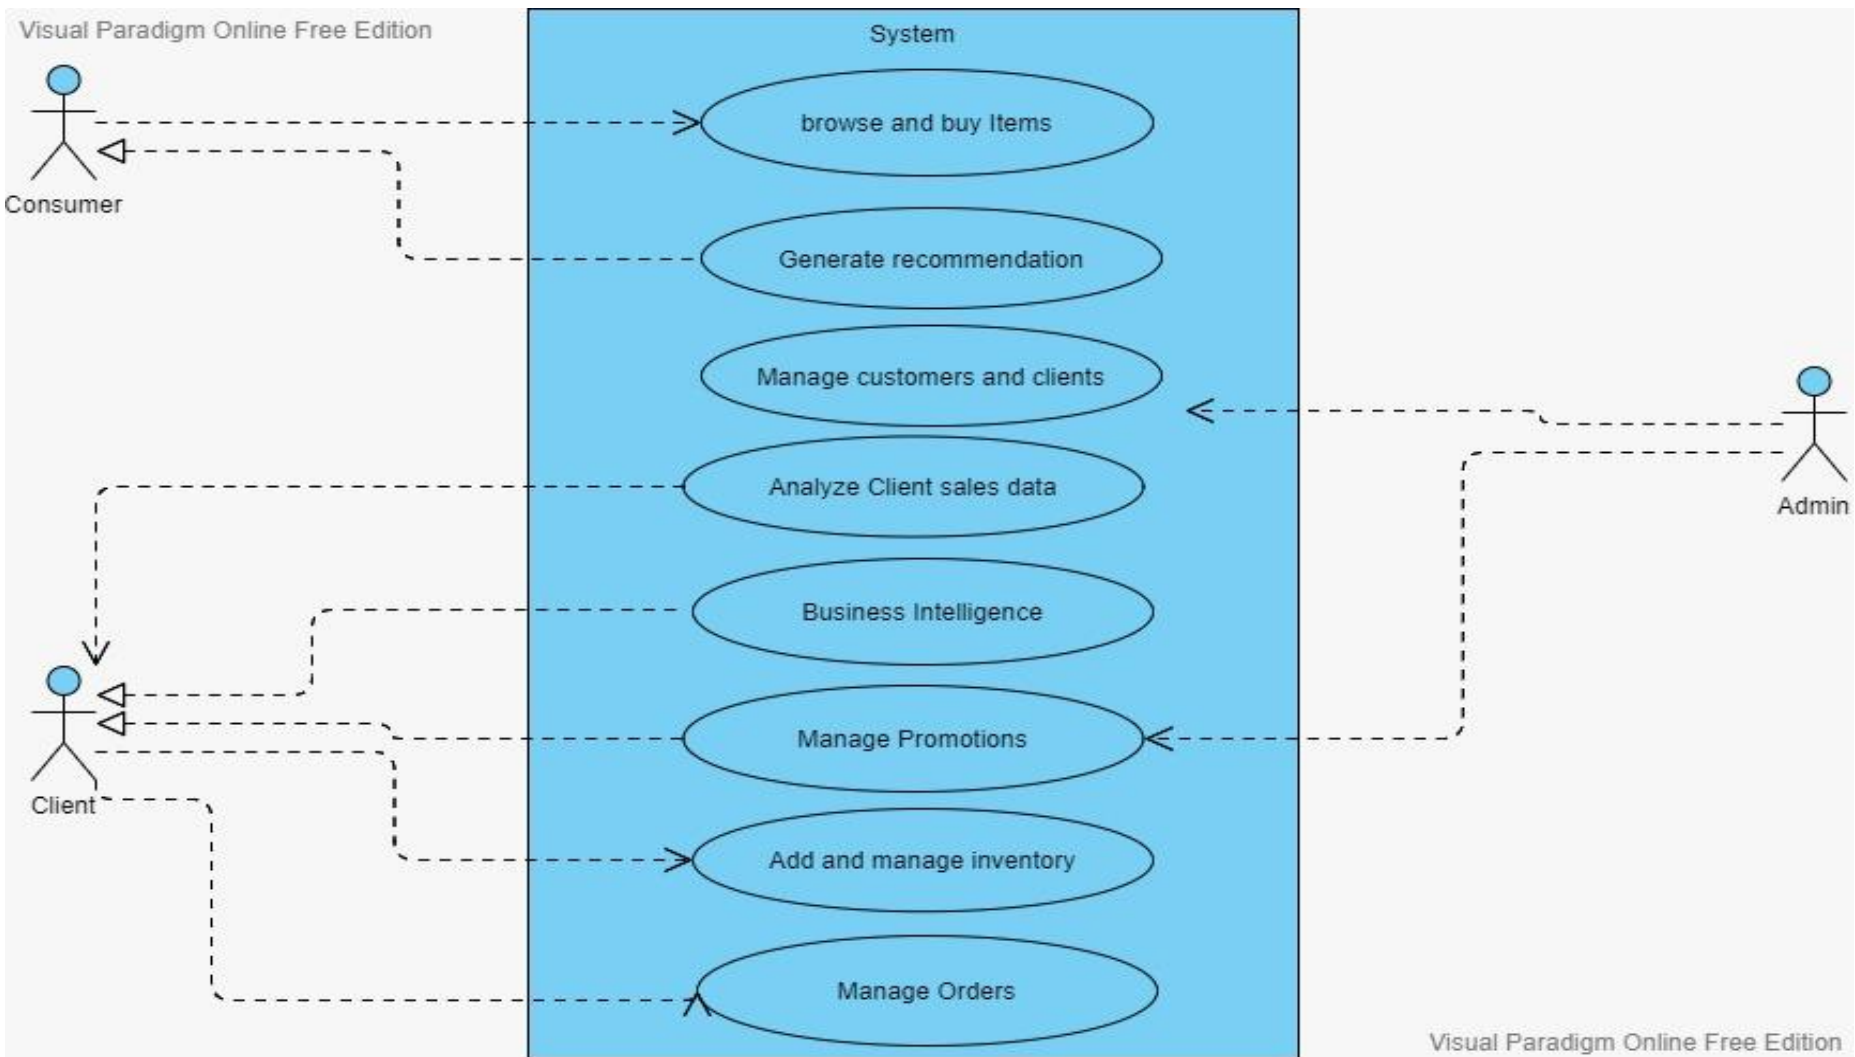 Visual Paradigm Online Free Edition
System
browse and buy Items
Consumer
Generate recommendation
Manage customers and clients
Analyze Client sales data
Admin
Business Intelligence
Manage Promotions
Client
Add and manage inventory
Manage Orders
Visual Paradigm Online Free Edition